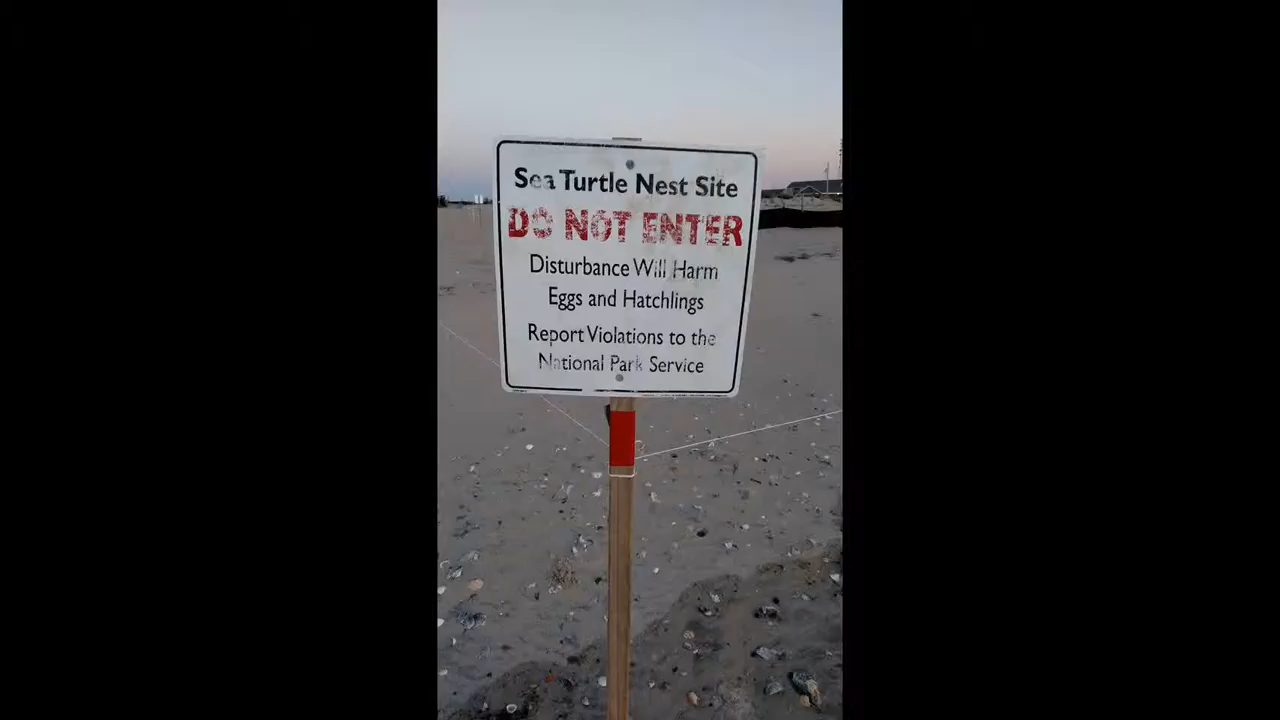 Sea Turtle Nest Site
DO NOT ENTER
Disturbance Will Harm
Eggs and Hatchlings
Report Violations to the
National Park Service